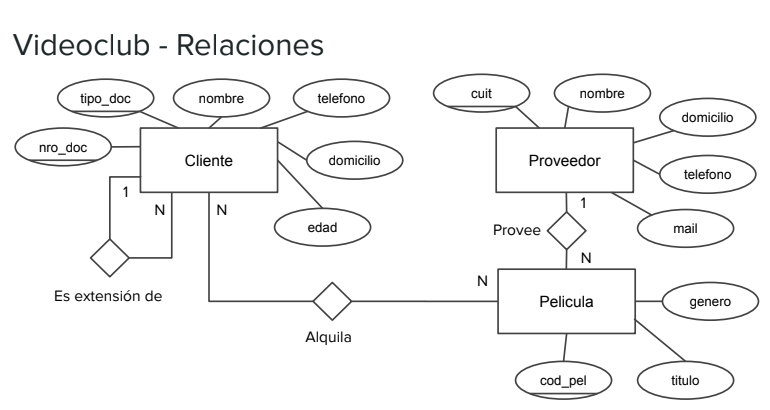 Videoclub - Relaciones
tipo_doc
nombre
telefono
nro_doc
Cliente
domicilio
edad
1
N
N
Es extensión de
Alquila
cuit
nombre
domicilio
Proveedor
telefono
mail
1
Provee
N
N
Pelicula
genero
cod_pel
titulo